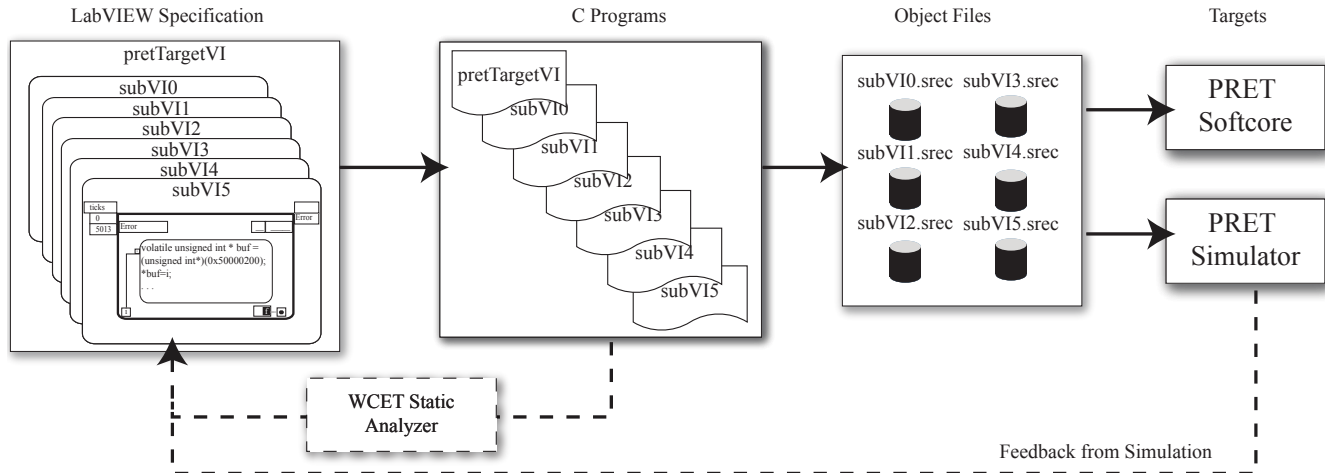 LabVIEW Specification
C Programs
Object Files
Targets
pretTargetVI
subVI0
subVI1
subVI2
subVI3
subVI4
subVI5
ticks
0
5013
Error
Error
volatile unsigned int * buf =
(unsigned int*)(0x50000200);
*buf=i;
. . .
i
pretTargetVI
subVI0
subVI1
subVI2
subVI3
subVI4
subVI5
subVI0.srec
subVI3.srec
subVI1.srec
subVI4.srec
subVI2.srec
subVI5.srec
PRET
Softcore
PRET
Simulator
WCET Static
Analyzer
Feedback from Simulation